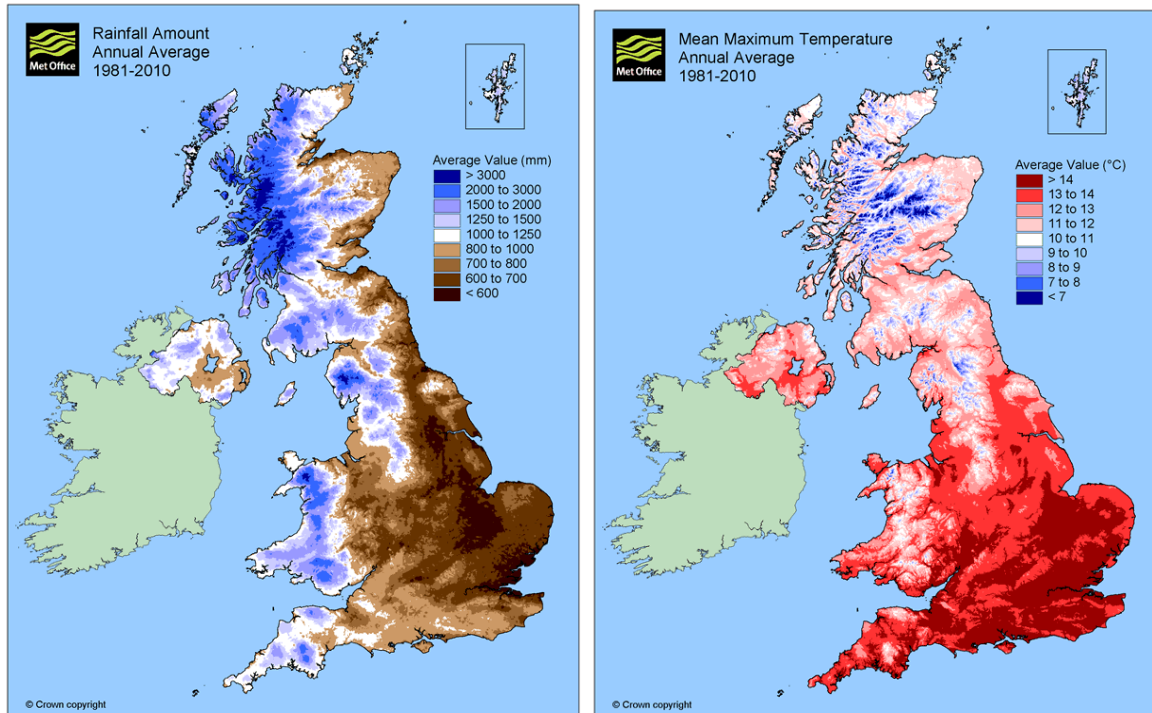 Met Office
Rainfall Amount
Annual Average
1981-2010
Average Value (mm)
> 3000
2000 to 3000
1500 to 2000
1250 to 1500
1000 to 1250
800 to 1000
700 to 800
600 to 700
< 600
© Crown copyright
Met Office
Mean Maximum Temperature
Annual Average
1981-2010
Average Value (°C)
> 14
13 to 14
12 to 13
11 to 12
10 to 11
9 to 10
8 to 9
7 to 8
< 7
© Crown copyright